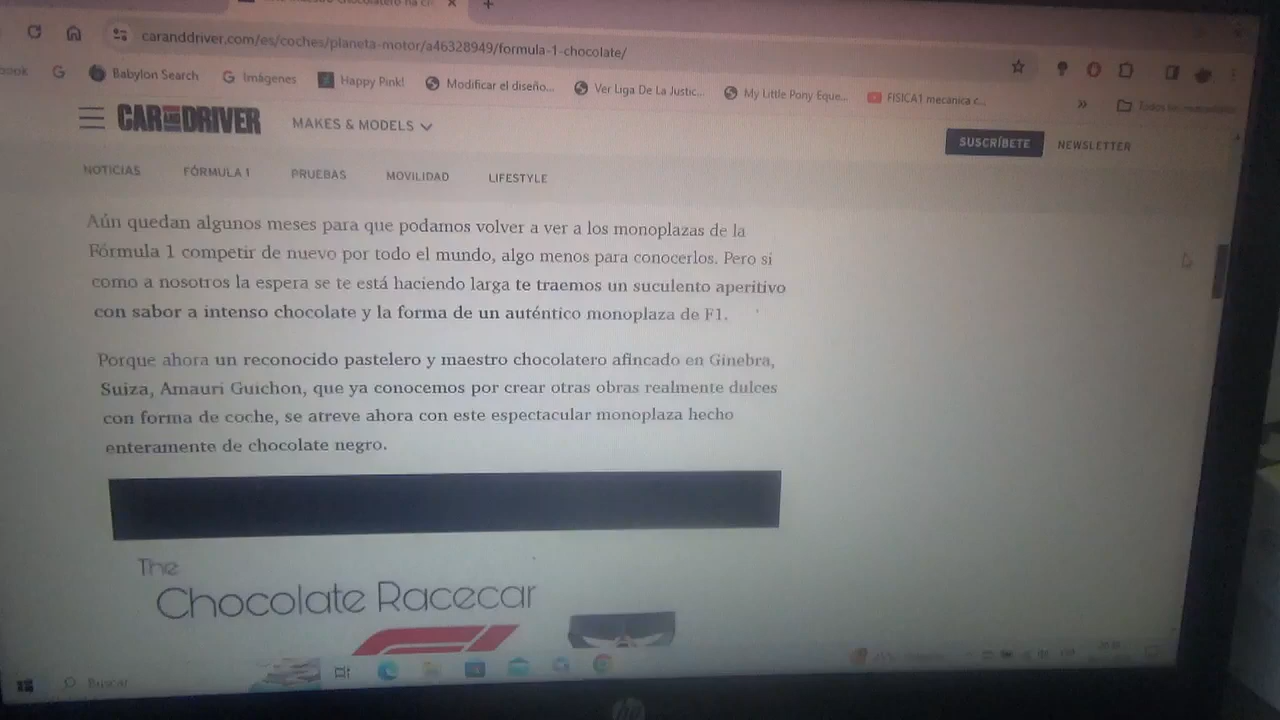 caranddriver.com/es/coches/planeta-motor/a46328949/formula-1-chocolate/
Babylon Search
Imágenes
Happy Pink!
Modificar el diseño...
Ver Liga De La Justic...
My Little Pony Eque...
FISICA1 mecanica c...
»
CAR AND DRIVER
MAKES & MODELS
SUSCRÍBETE
NEWSLETTER
NOTICIAS
FÓRMULA 1
PRUEBAS
MOVILIDAD
LIFESTYLE
Aún quedan algunos meses para que podamos volver a ver a los monoplazas de la
Fórmula 1 competir de nuevo por todo el mundo, algo menos para conocerlos. Pero si
como a nosotros la espera se te está haciendo larga te traemos un suculento aperitivo
con sabor a intenso chocolate y la forma de un auténtico monoplaza de F1.
Porque ahora un reconocido pastelero y maestro chocolatero afincado en Ginebra,
Suiza, Amauri Guichon, que ya conocemos por crear otras obras realmente dulces
con forma de coche, se atreve ahora con este espectacular monoplaza hecho
enteramente de chocolate negro.
The
Chocolate Racecar
Buscar
hp